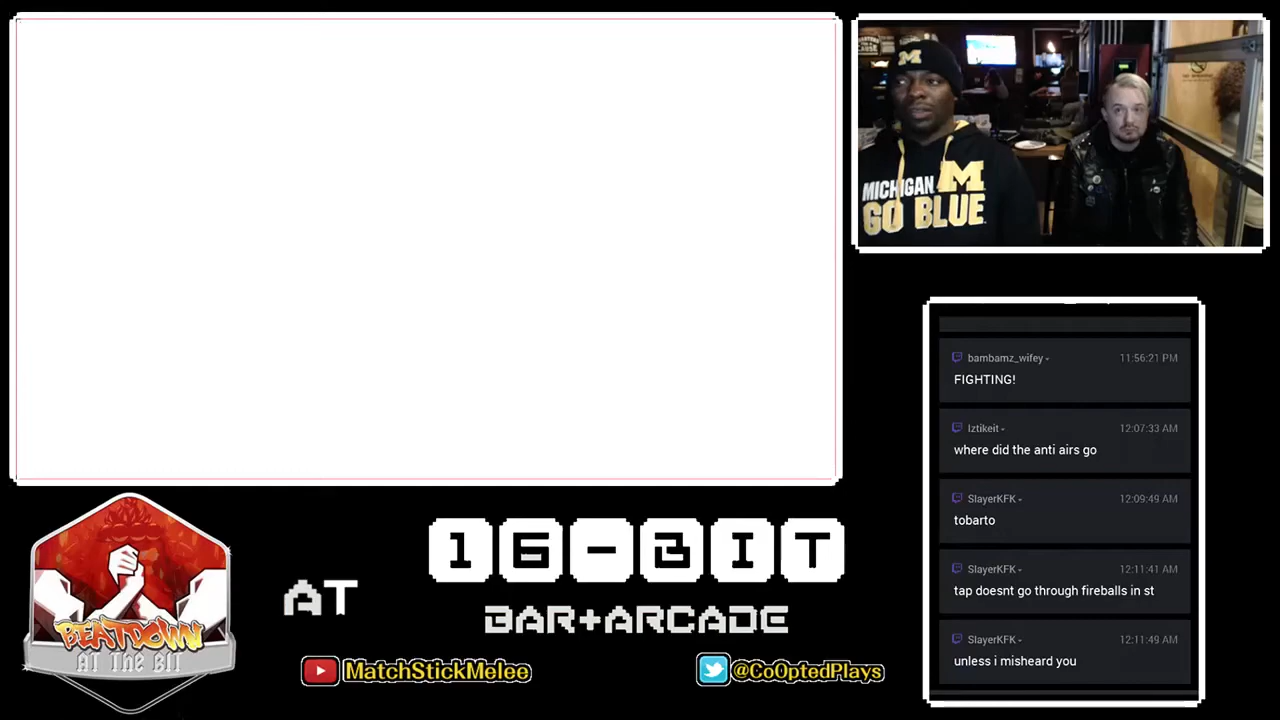 M
MICHIGAN M
GO BLUE
bambamz_wifey
11:56:21 PM
FIGHTING!
Iztikeit
12:07:33 AM
where did the anti airs go
SlayerKFK
12:09:49 AM
tobarto
SlayerKFK
12:11:41 AM
tap doesnt go through fireballs in st
SlayerKFK
12:11:49 AM
unless i misheard you
BEATDOWN
AT THE BIT
AT
16-BIT
BAR+ARCADE
MatchStickMelee
@CoOptedPlays